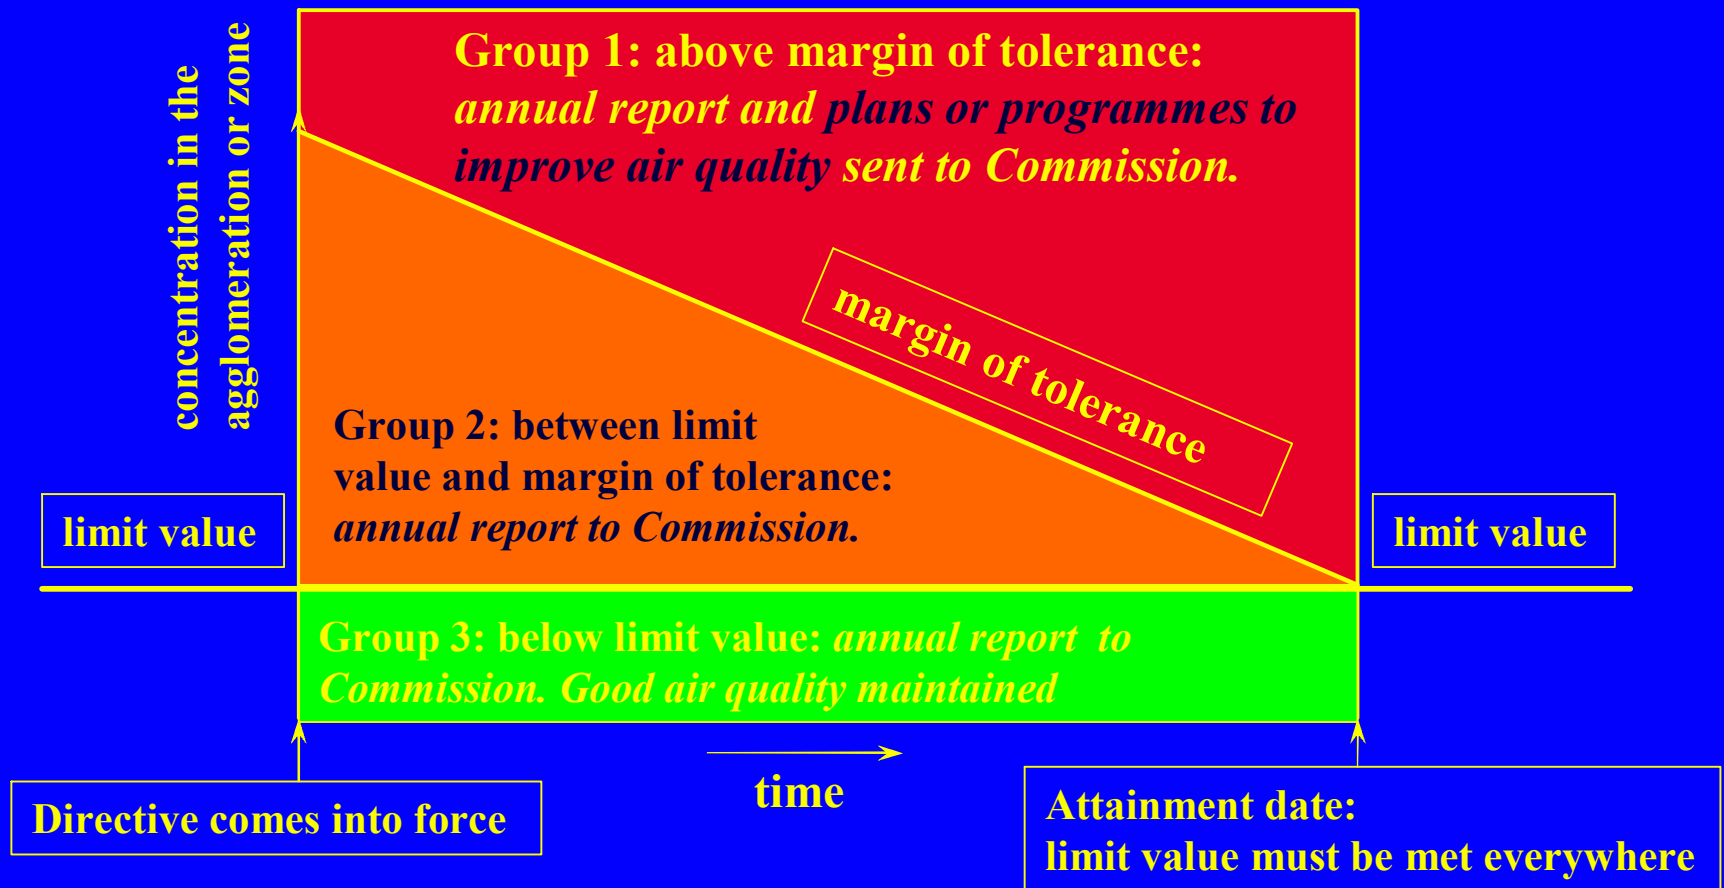 concentration in the
agglomeration or zone
Group 1: above margin of tolerance:
annual report and plans or programmes to
improve air quality sent to Commission.
margin of tolerance
Group 2: between limit
value and margin of tolerance:
annual report to Commission.
limit value
limit value
Group 3: below limit value: annual report to
Commission. Good air quality maintained
time
Directive comes into force
Attainment date:
limit value must be met everywhere